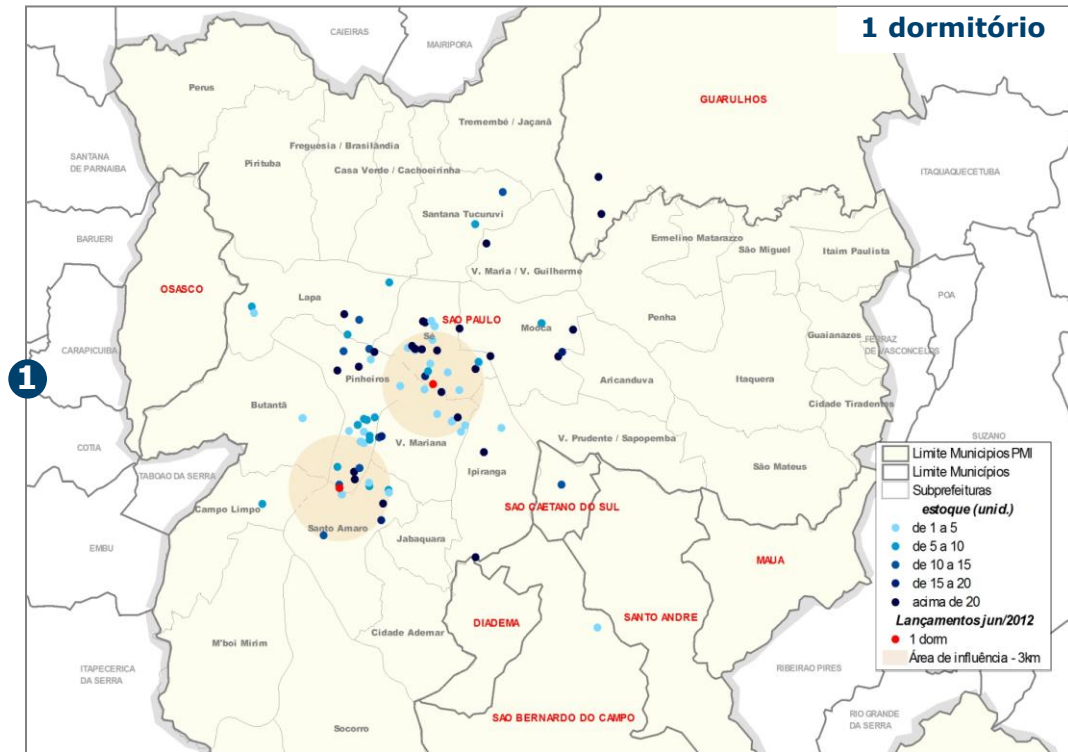 1 dormitório
CAIEIRAS
MAIRIPORA
Perus
GUARULHOS
Tremembé / Jaçanã
SANTANA
DE PARNAIBA
Freguesia / Brasilândia
Pirituba
Casa Verde / Cachoeirinha
ITAQUAQUECETUBA
Santana Tucuruvi
BARUERI
Ermelino Matarazzo
São Miguel
Itaim Paulista
V. Maria / V. Guilherme
OSASCO
Lapa
POA
SAO PAULO
Sé
Mooca
Penha
Guaianazes
FERRAZ
DE VASCONCELOS
CARAPICUIBA
1
Pinheiros
Aricanduva
Itaquera
Butantã
Cidade Tiradentes
COTIA
V. Mariana
V. Prudente / Sapopemba
SUZANO
TABOAO DA SERRA
Ipiranga
São Mateus
Campo Limpo
SAO CAETANO DO SUL
Santo Amaro
Jabaquara
EMBU
MAUA
DIADEMA
SANTO ANDRE
Cidade Ademar
M'boi Mirim
ITAPECERICA
DA SERRA
RIBEIRAO PIRES
SAO BERNARDO DO CAMPO
RIO GRANDE
DA SERRA
Socorro
Limite Municipios PMI
Limite Municípios
Subprefeituras
estoque (unid.)
de 1 a 5
de 5 a 10
de 10 a 15
de 15 a 20
acima de 20
Lançamentos jun/2012
1 dorm
Área de influência - 3km